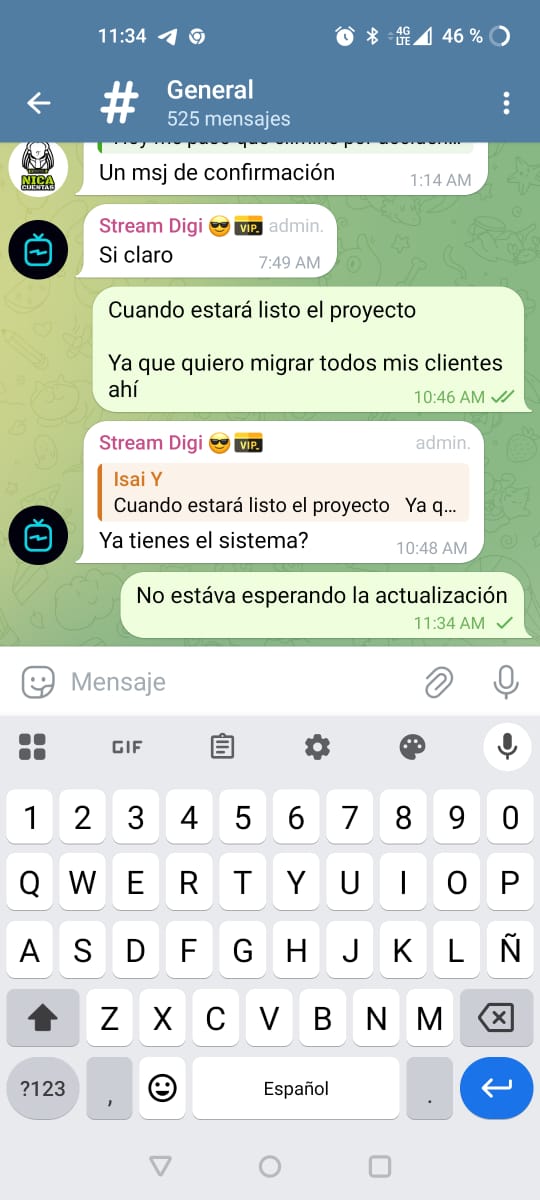 11:34
4G
LTE
46 %
#
General
525 mensajes
NICA
CUENTAS
Un msj de confirmación
1:14 AM
Stream Digi 😎 VIP. admin.
Si claro
7:49 AM
Cuando estará listo el proyecto
Ya que quiero migrar todos mis clientes
ahí
10:46 AM
Stream Digi 😎 VIP. admin.
Isai Y
Cuando estará listo el proyecto Ya q...
Ya tienes el sistema?
10:48 AM
No estáva esperando la actualización
11:34 AM
Mensaje
GIF
1 2 3 4 5 6 7 8 9 0
Q W E R T Y U I O P
A S D F G H J K L Ñ
Z X C V B N M
?123 , Español .